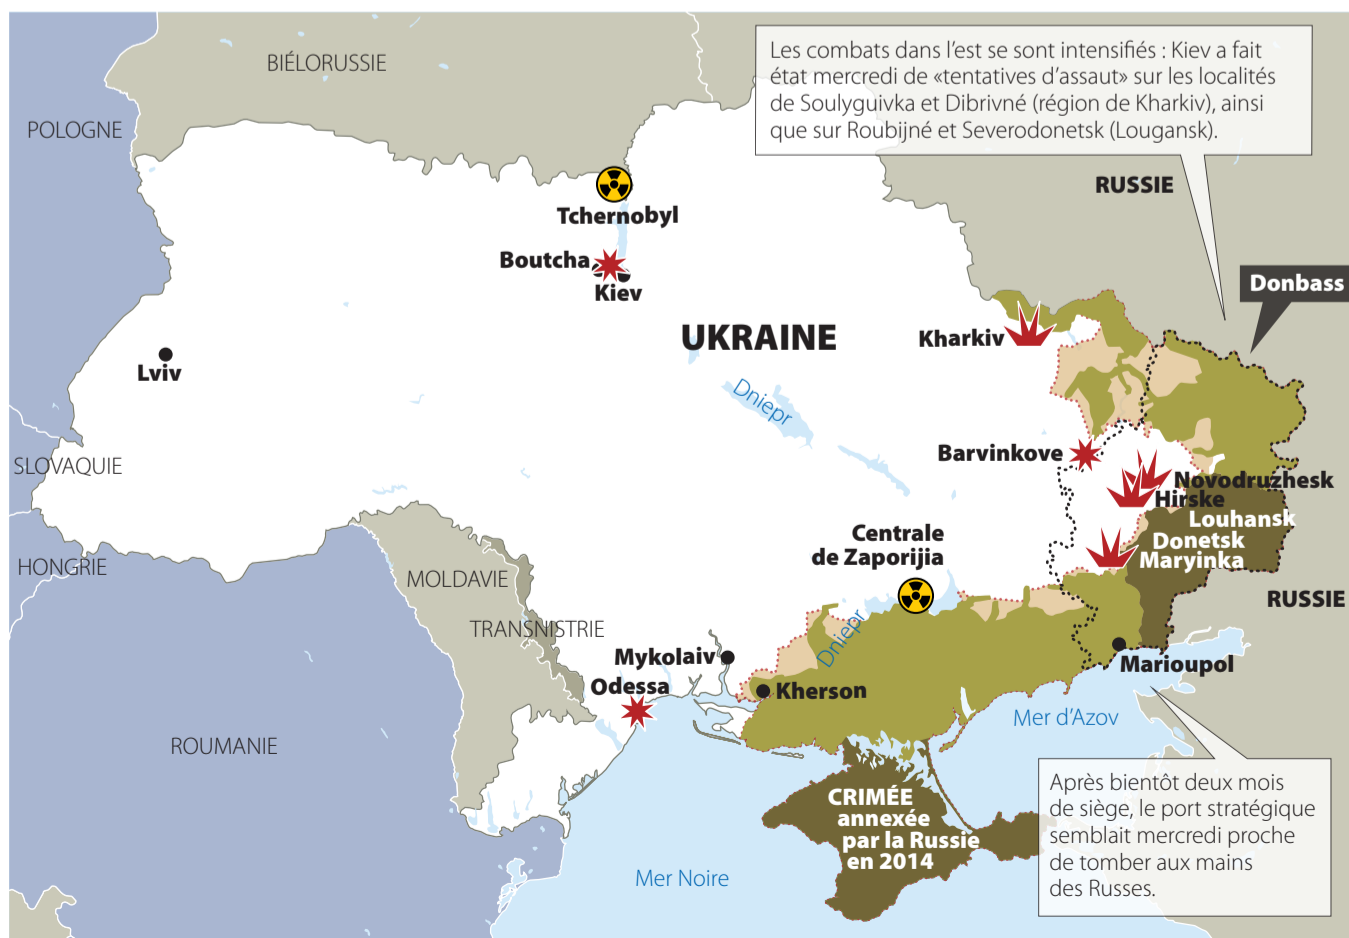 Les combats dans l’est se sont intensifiés : Kiev a fait
état mercredi de «tentatives d’assaut» sur les localités
de Soulyguivka et Dibrivné (région de Kharkiv), ainsi
que sur Roubijné et Severodonetsk (Lougansk).
BIÉLORUSSIE
POLOGNE
RUSSIE
Tchernobyl
Boutcha
Kiev
Donbass
UKRAINE
Kharkiv
Lviv
Dniepr
Barvinkove
SLOVAQUIE
Novodruzhesk
Hirske
Louhansk
Donetsk
Maryinka
Centrale
de Zaporijia
HONGRIE
MOLDAVIE
RUSSIE
TRANSNISTRIE
Dniepr
Mykolaiv
Marioupol
Odessa
Kherson
Mer d’Azov
ROUMANIE
CRIMÉE
annexée
par la Russie
en 2014
Mer Noire
Après bientôt deux mois
de siège, le port stratégique
semblait mercredi proche
de tomber aux mains
des Russes.